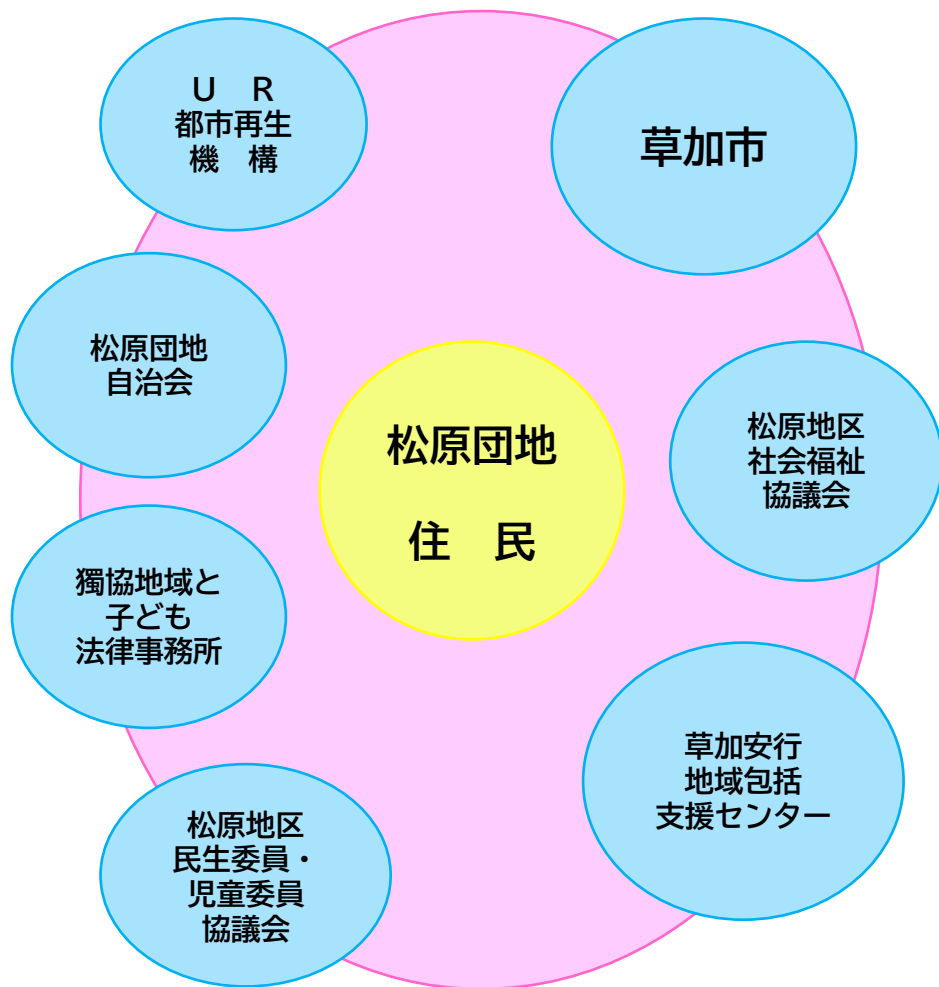 U R
都市再生
機 構
草加市
松原団地
自治会
松原団地
住 民
松原地区
社会福祉
協議会
獨協地域と
子ども
法律事務所
草加安行
地域包括
支援センター
松原地区
民生委員・
児童委員
協議会